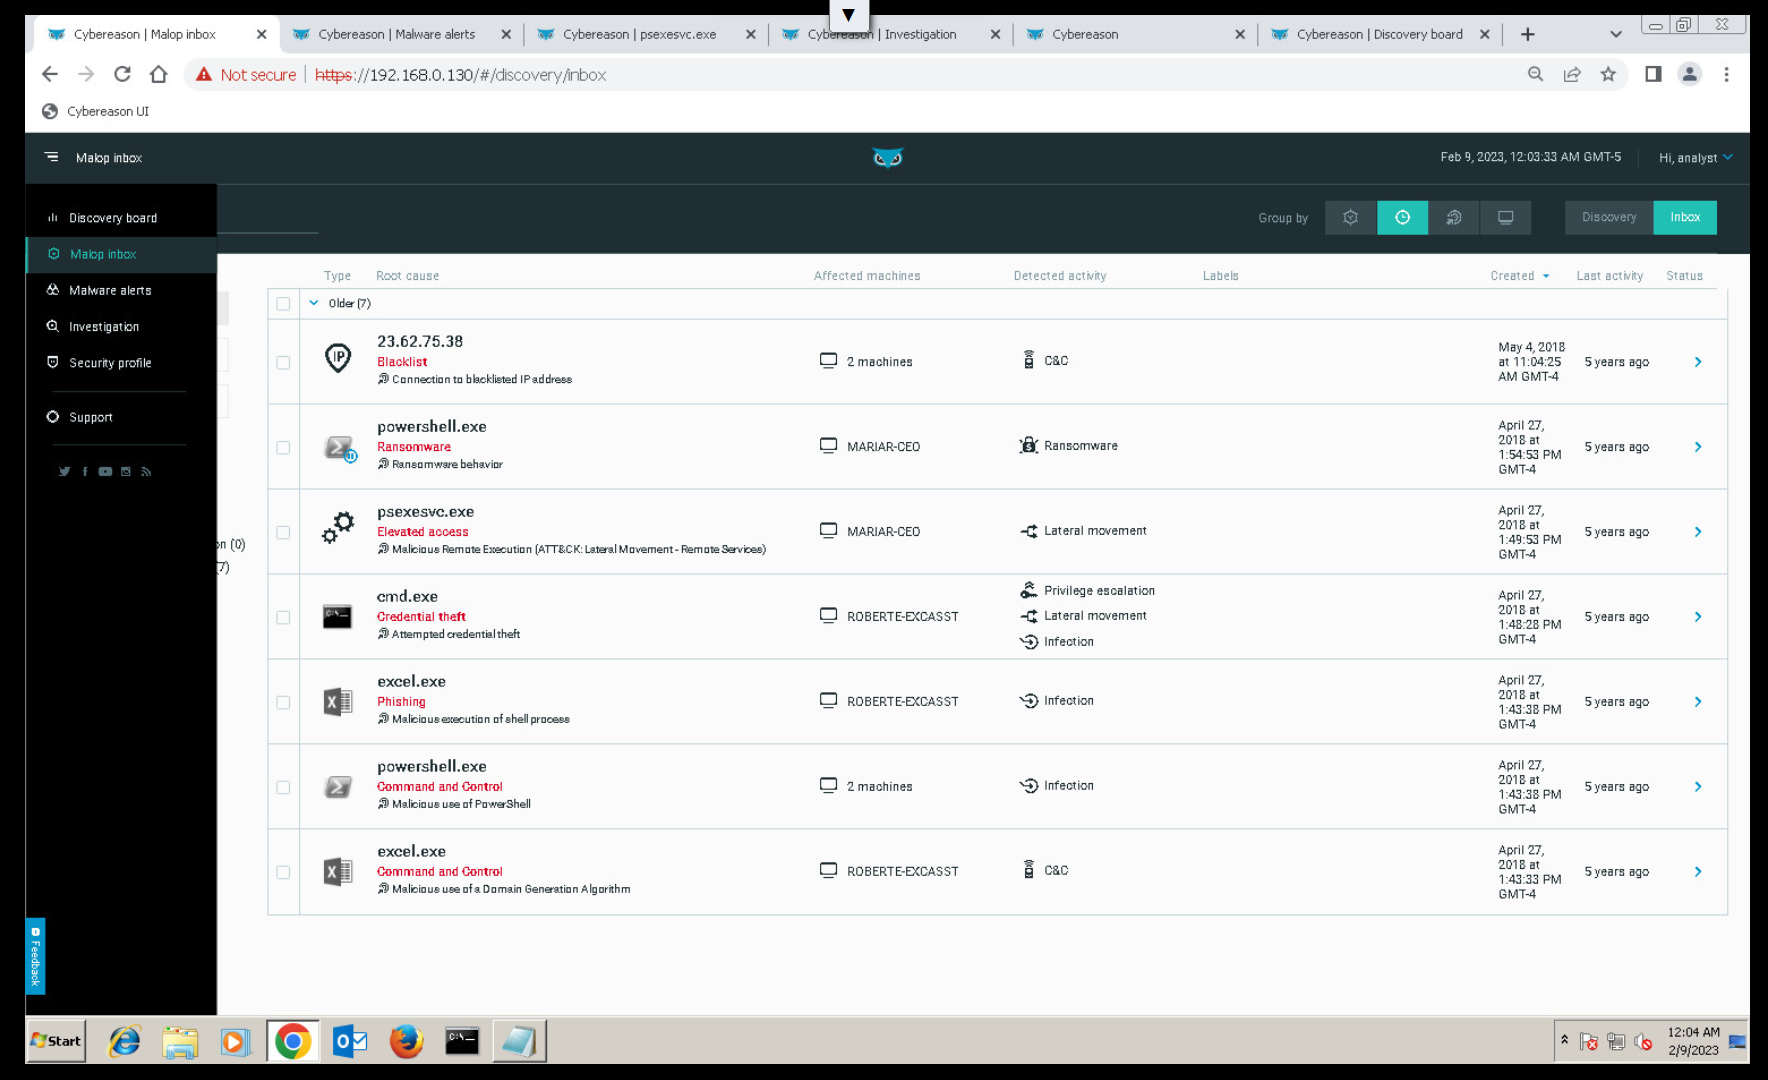 ▼
Cybereason | Malop inbox
Cybereason | Malware alerts
Cybereason | psexesvc.exe
Cybereason | Investigation
Cybereason
Cybereason | Discovery board
Not secure
https://192.168.0.130/#/discovery/inbox
Cybereason UI
Malop inbox
Feb 9, 2023, 12:03:33 AM GMT-5
Hi, analyst
Discovery board
Malop inbox
Malware alerts
Investigation
Security profile
Support
Group by
Discovery
Inbox
on (0)
(7)
Type Root cause Affected machines Detected activity Labels Created Last activity Status
Older (7)
IP
23.62.75.38
Blacklist
Connection to blacklisted IP address
2 machines
C&C
May 4, 2018
at 11:04:25
AM GMT-4
5 years ago
powershell.exe
Ransomware
Ransomware behavior
MARIAR-CEO
Ransomware
April 27,
2018 at
1:54:53 PM
GMT-4
5 years ago
psexesvc.exe
Elevated access
Malicious Remote Execution (ATT&CK: Lateral Movement - Remote Services)
MARIAR-CEO
Lateral movement
April 27,
2018 at
1:49:53 PM
GMT-4
5 years ago
cmd.exe
Credential theft
Attempted credential theft
ROBERTE-EXCASST
Privilege escalation
Lateral movement
Infection
April 27,
2018 at
1:48:28 PM
GMT-4
5 years ago
excel.exe
Phishing
Malicious execution of shell process
ROBERTE-EXCASST
Infection
April 27,
2018 at
1:43:38 PM
GMT-4
5 years ago
powershell.exe
Command and Control
Malicious use of PowerShell
2 machines
Infection
April 27,
2018 at
1:43:38 PM
GMT-4
5 years ago
excel.exe
Command and Control
Malicious use of a Domain Generation Algorithm
ROBERTE-EXCASST
C&C
April 27,
2018 at
1:43:33 PM
GMT-4
5 years ago
Feedback
Start
12:04 AM
2/9/2023